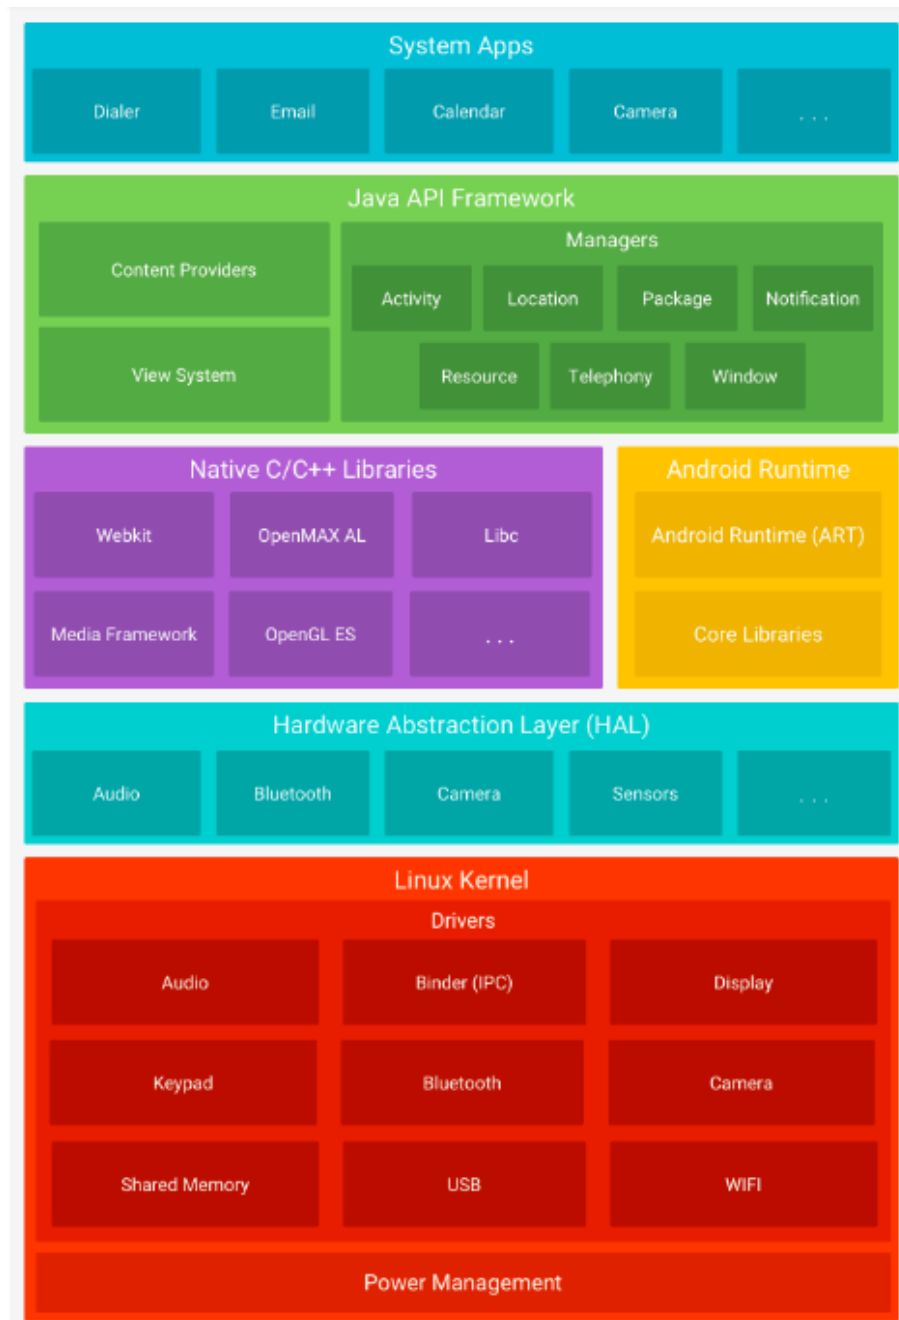 System Apps
Dialer
Email
Calendar
Camera
. . .
Java API Framework
Content Providers
View System
Managers
Activity
Location
Package
Notification
Resource
Telephony
Window
Native C/C++ Libraries
Webkit
OpenMAX AL
Libc
Media Framework
OpenGL ES
. . .
Android Runtime
Android Runtime (ART)
Core Libraries
Hardware Abstraction Layer (HAL)
Audio
Bluetooth
Camera
Sensors
. . .
Linux Kernel
Drivers
Audio
Binder (IPC)
Display
Keypad
Bluetooth
Camera
Shared Memory
USB
WIFI
Power Management